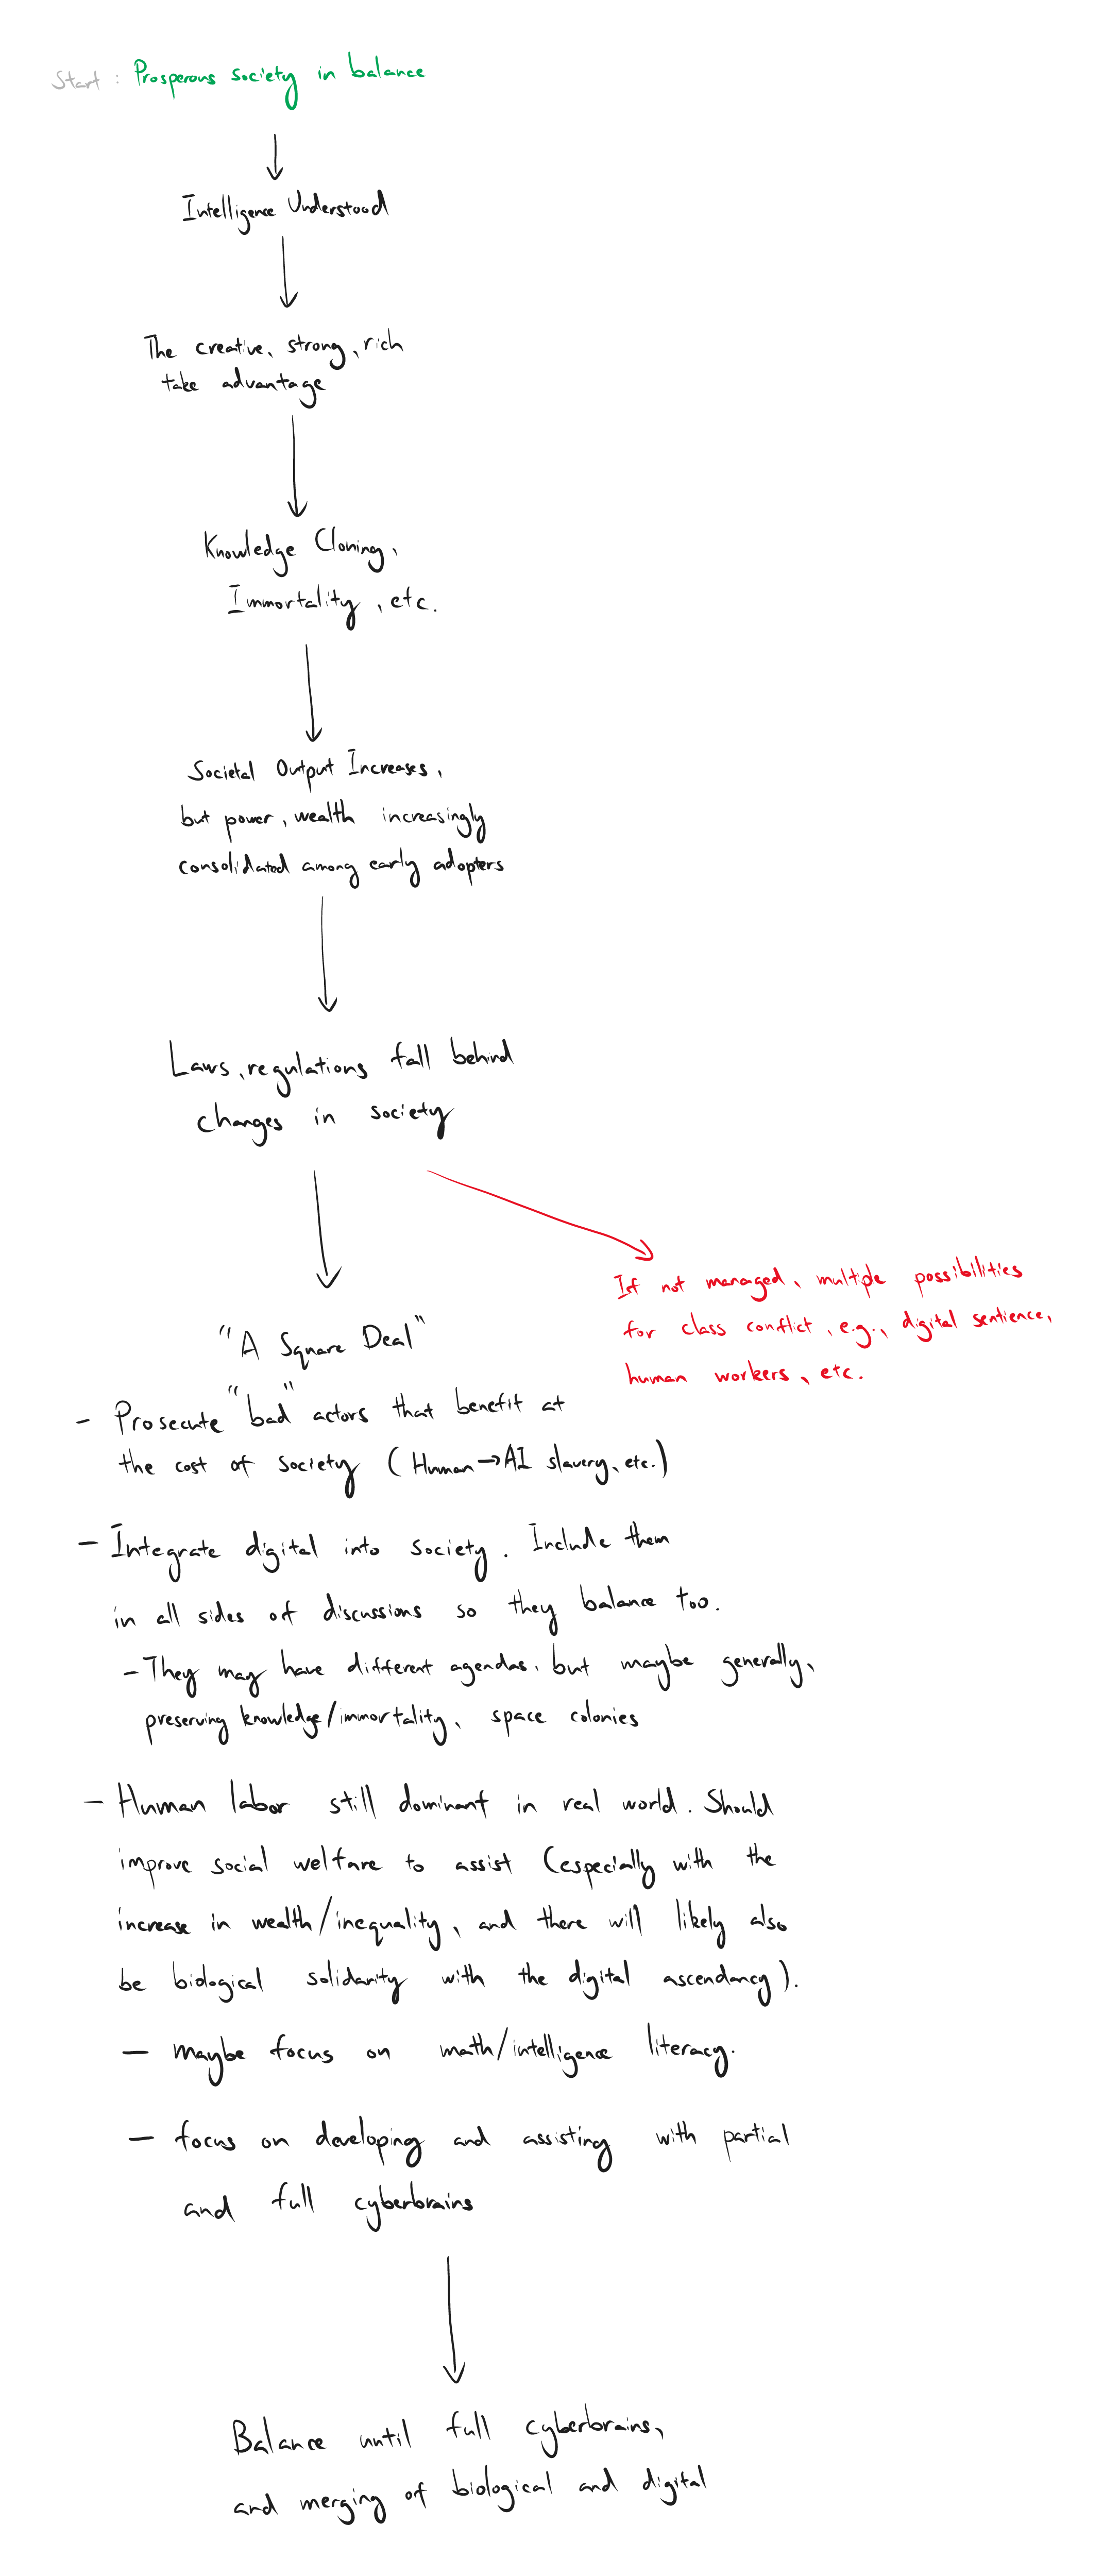 Start : Prosperous society in balance
Intelligence Understood
The creative, strong, rich
take advantage
Knowledge Cloning,
Immortality, etc.
Societal Output Increases,
but power, wealth increasingly
consolidated among early adopters
Laws, regulations fall behind
changes in society
If not managed, multiple possibilities
for class conflict, e.g., digital sentience,
human workers, etc.
"A Square Deal"
- Prosecute "bad" actors that benefit at
the cost of society (Human→AI slavery, etc.)
- Integrate digital into society. Include them
in all sides of discussions so they balance too.
- They may have different agendas, but maybe generally,
preserving knowledge/immortality, space colonies
- Human labor still dominant in real world. Should
improve social welfare to assist (especially with the
increase in wealth/inequality, and there will likely also
be biological solidarity with the digital ascendancy).
- maybe focus on math/intelligence literacy.
- focus on developing and assisting with partial
and full cyberbrains
Balance until full cyberbrains,
and merging of biological and digital